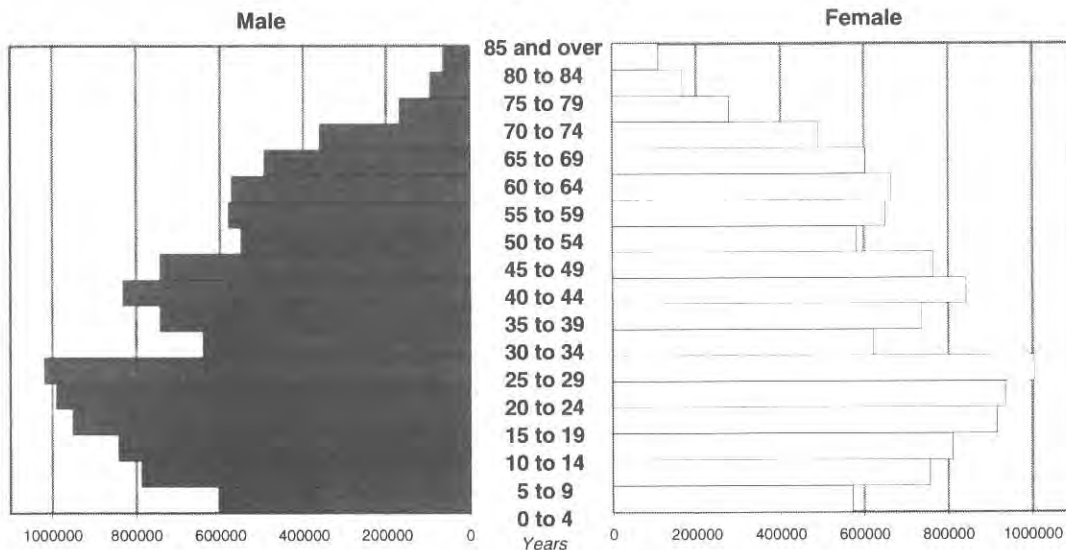 Male
Female
85 and over
80 to 84
75 to 79
70 to 74
65 to 69
60 to 64
55 to 59
50 to 54
45 to 49
40 to 44
35 to 39
30 to 34
25 to 29
20 to 24
15 to 19
10 to 14
5 to 9
0 to 4
1000000 800000 600000 400000 200000 0
Years
0 200000 400000 600000 800000 1000000